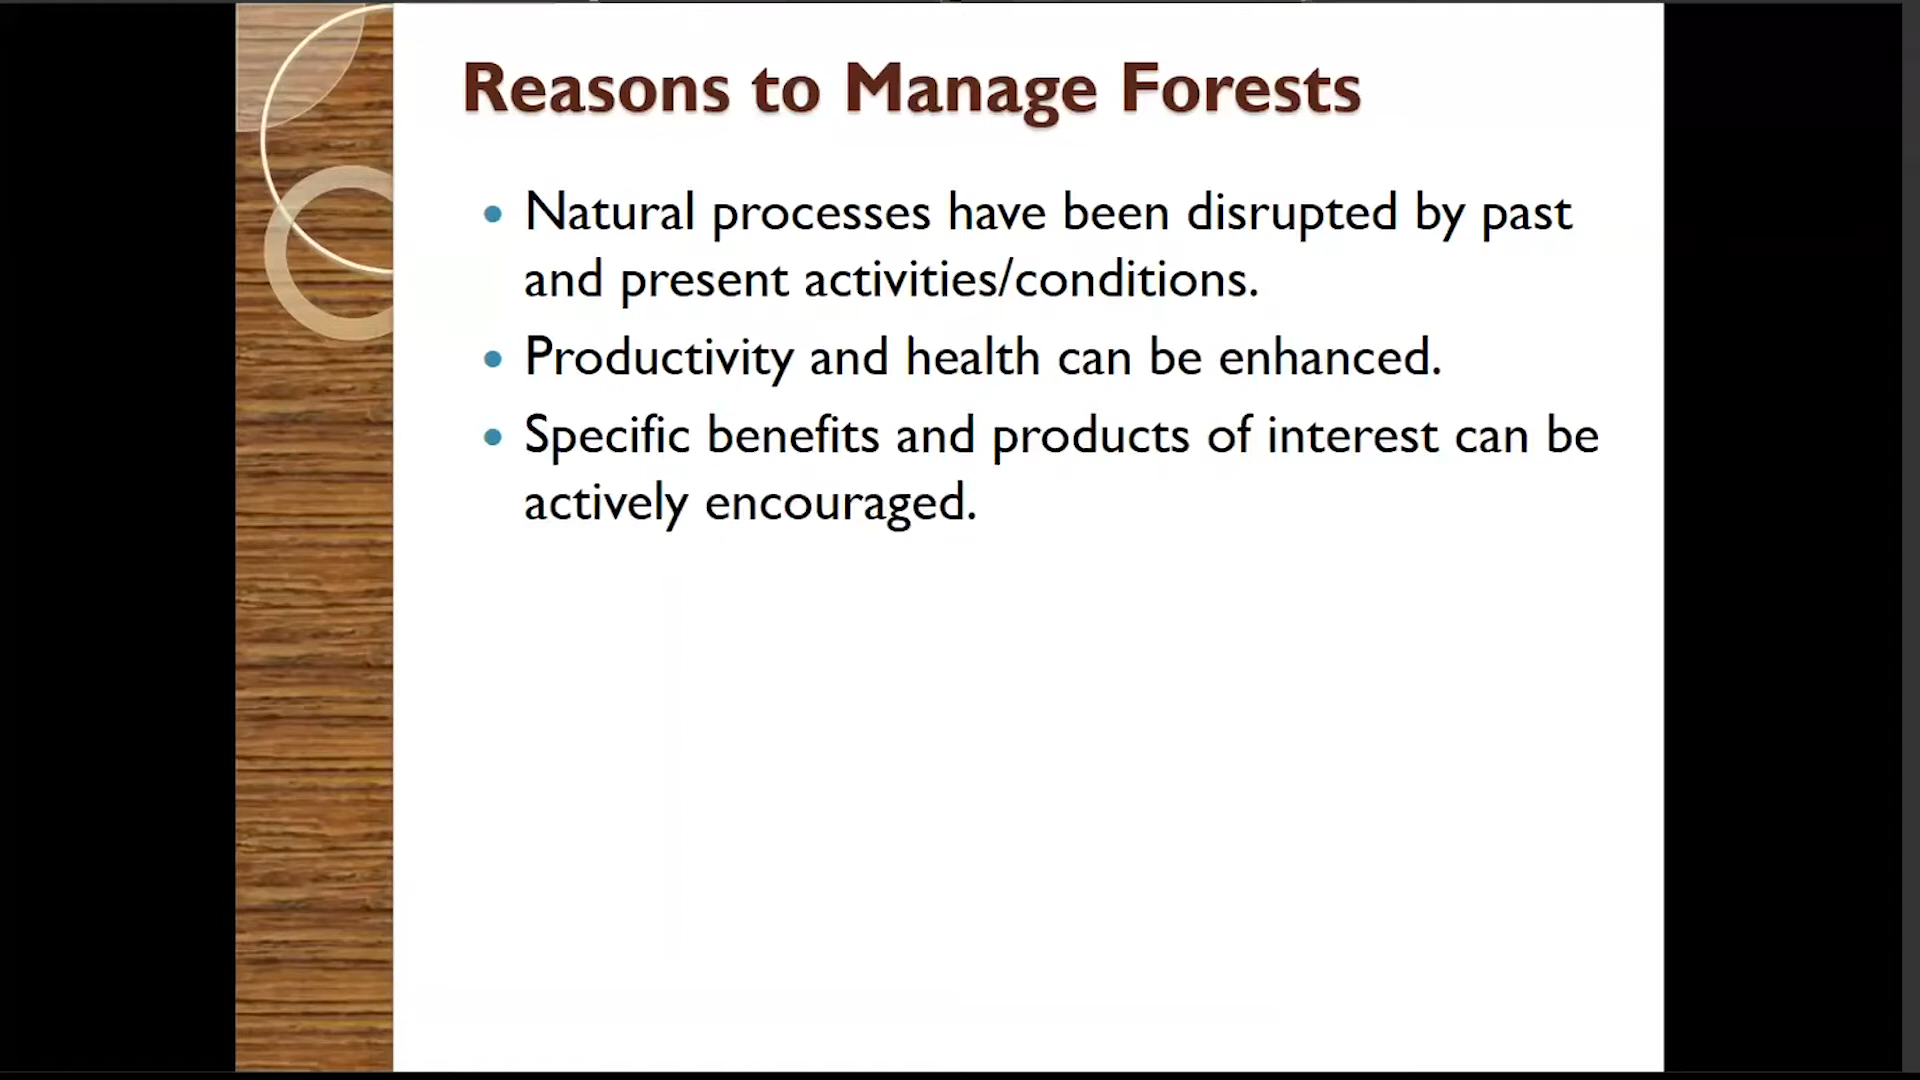 Reasons to Manage Forests
• Natural processes have been disrupted by past
and present activities/conditions.
• Productivity and health can be enhanced.
• Specific benefits and products of interest can be
actively encouraged.